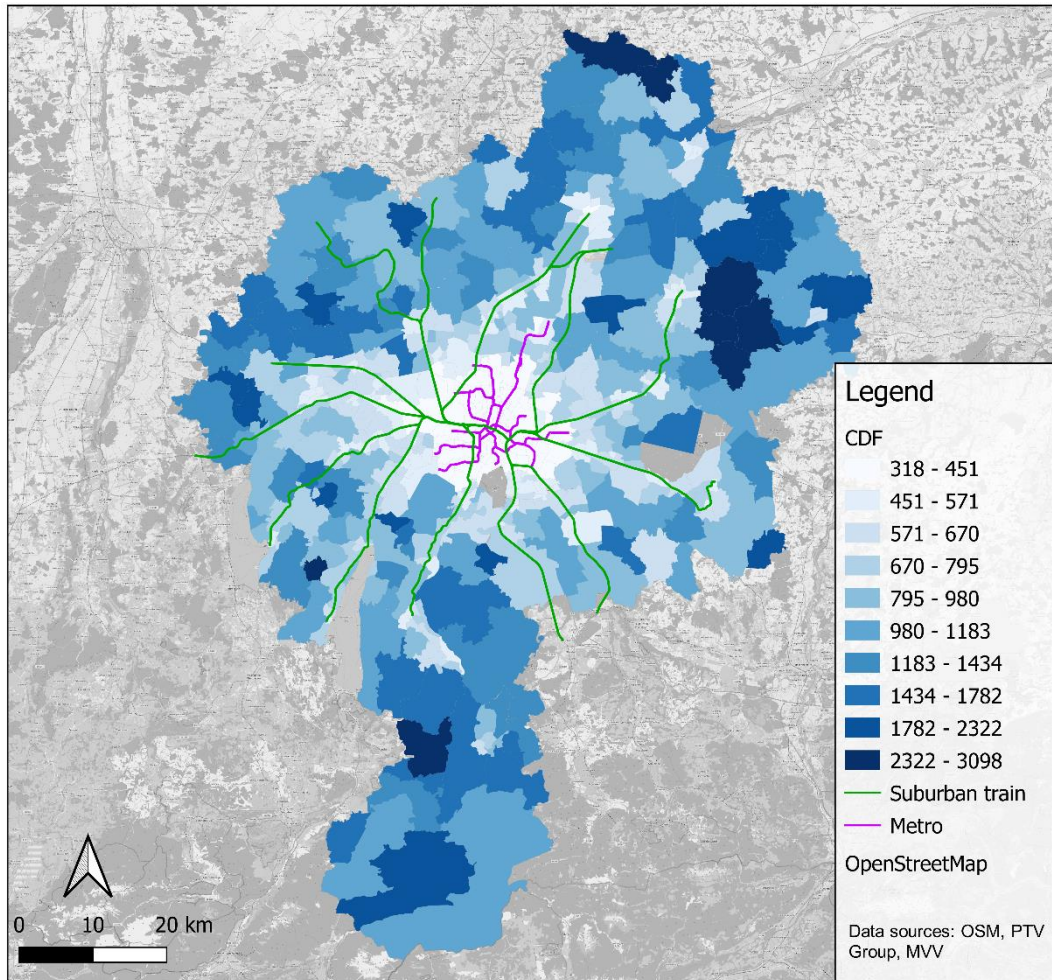 Legend
CDF
318 - 451
451 - 571
571 - 670
670 - 795
795 - 980
980 - 1183
1183 - 1434
1434 - 1782
1782 - 2322
2322 - 3098
Suburban train
Metro
OpenStreetMap
Data sources: OSM, PTV
Group, MVV
0 10 20 km